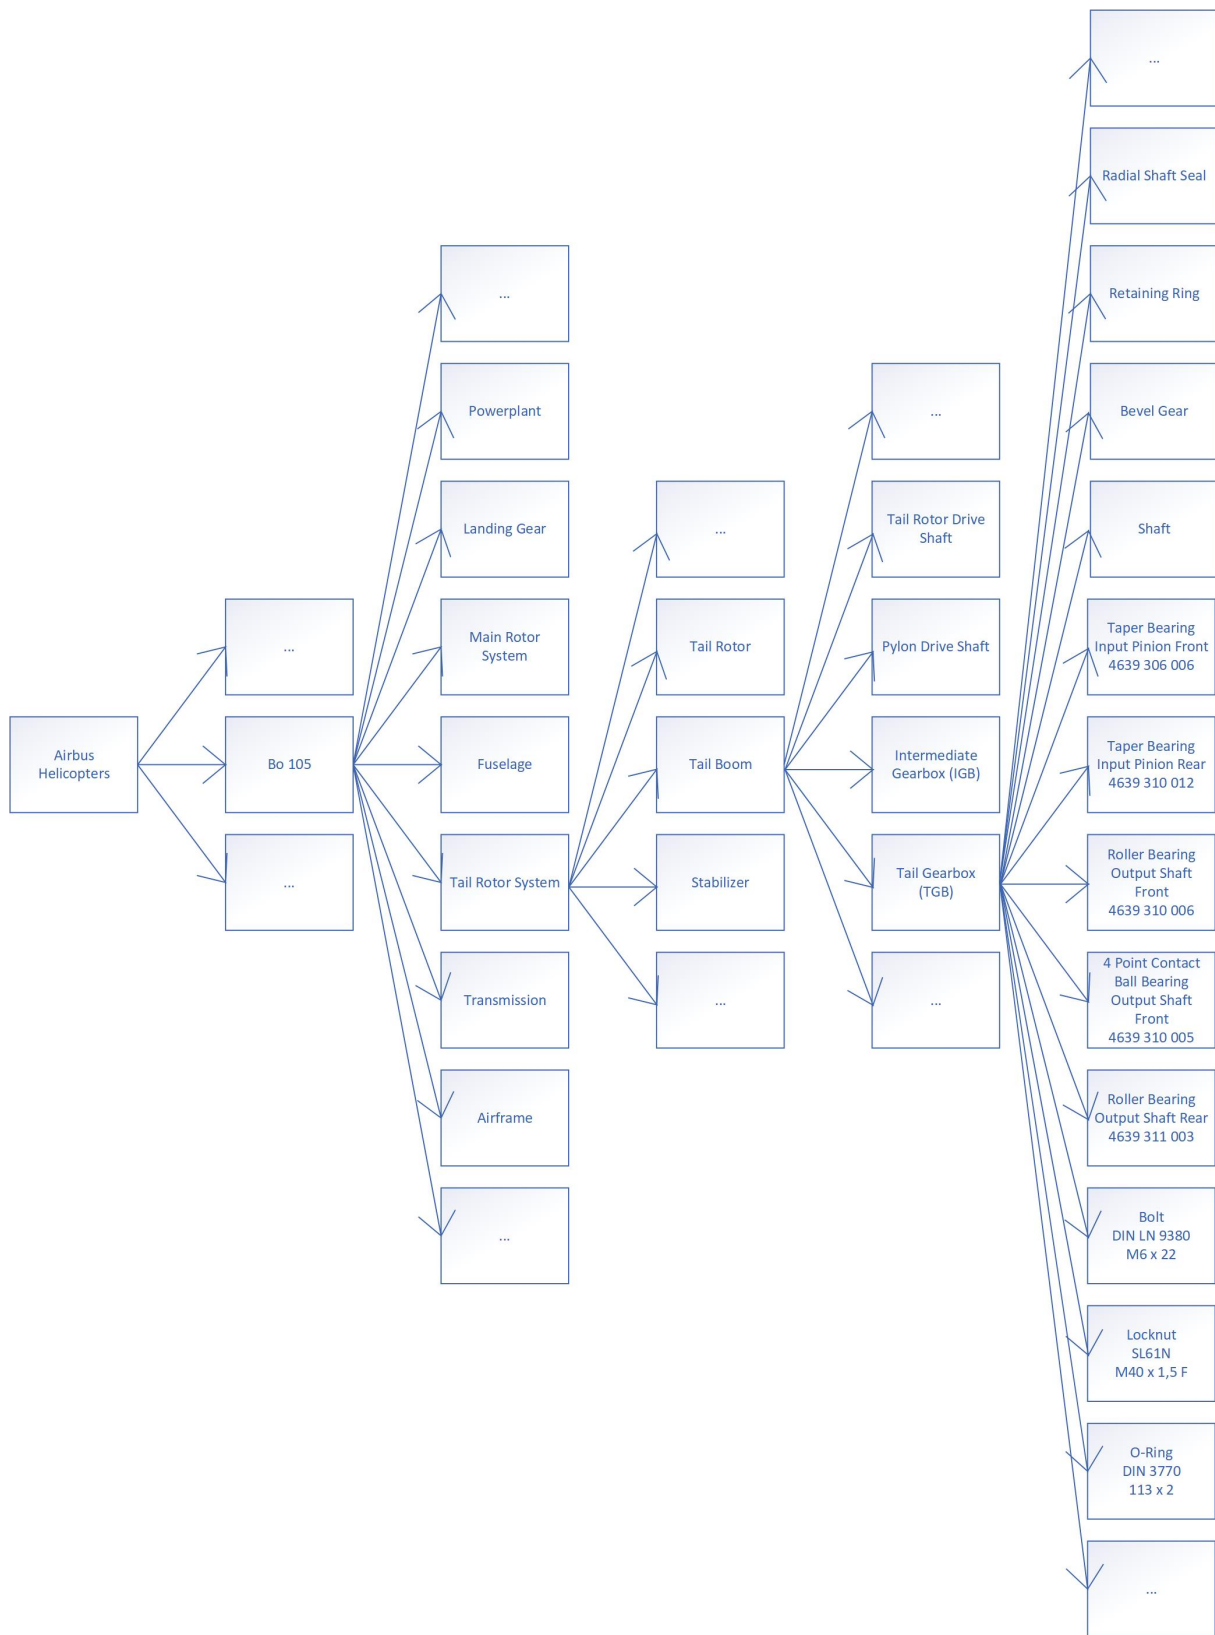 Airbus
Helicopters
...
Bo 105
...
...
Powerplant
Landing Gear
Main Rotor
System
Fuselage
Tail Rotor System
Transmission
Airframe
...
...
Tail Rotor
Tail Boom
Stabilizer
...
...
Tail Rotor Drive
Shaft
Pylon Drive Shaft
Intermediate
Gearbox (IGB)
Tail Gearbox
(TGB)
...
...
Radial Shaft Seal
Retaining Ring
Bevel Gear
Shaft
Taper Bearing
Input Pinion Front
4639 306 006
Taper Bearing
Input Pinion Rear
4639 310 012
Roller Bearing
Output Shaft
Front
4639 310 006
4 Point Contact
Ball Bearing
Output Shaft
Front
4639 310 005
Roller Bearing
Output Shaft Rear
4639 311 003
Bolt
DIN LN 9380
M6 x 22
Locknut
SL61N
M40 x 1,5 F
O-Ring
DIN 3770
113 x 2
...